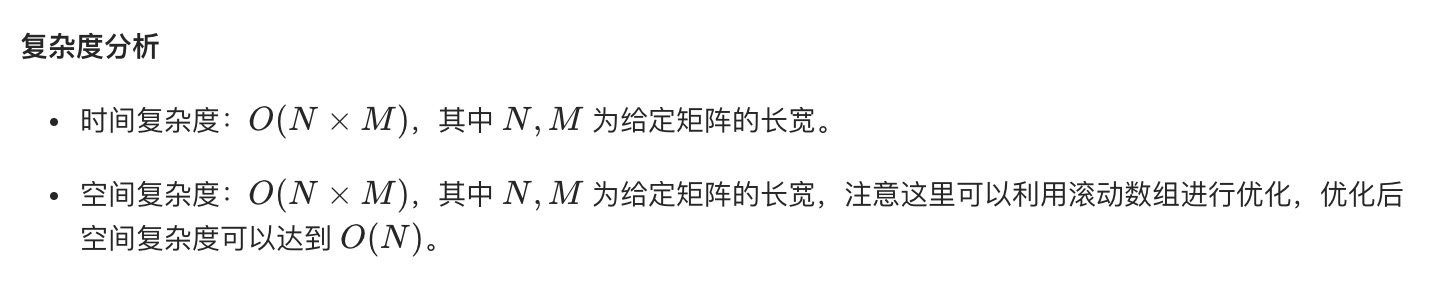 复杂度分析
• 时间复杂度：O(N × M)，其中 N, M 为给定矩阵的长宽。
• 空间复杂度：O(N × M)，其中 N, M 为给定矩阵的长宽，注意这里可以利用滚动数组进行优化，优化后
空间复杂度可以达到 O(N)。